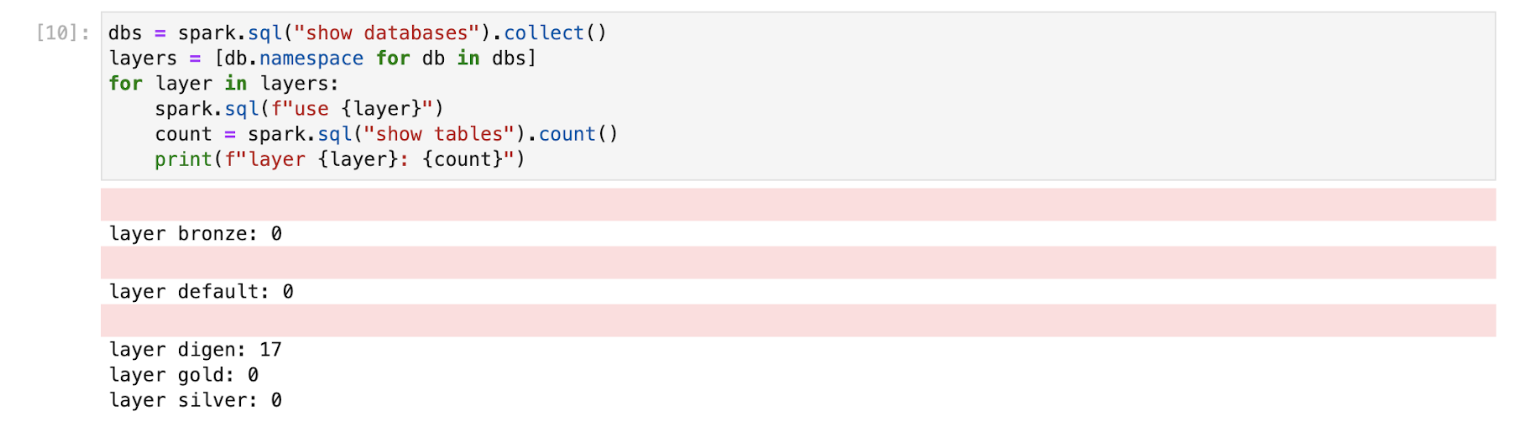 [10]: dbs = spark.sql("show databases").collect()
layers = [db.namespace for db in dbs]
for layer in layers:
    spark.sql(f"use {layer}")
    count = spark.sql("show tables").count()
    print(f"layer {layer}: {count}")
layer bronze: 0
layer default: 0
layer digen: 17
layer gold: 0
layer silver: 0